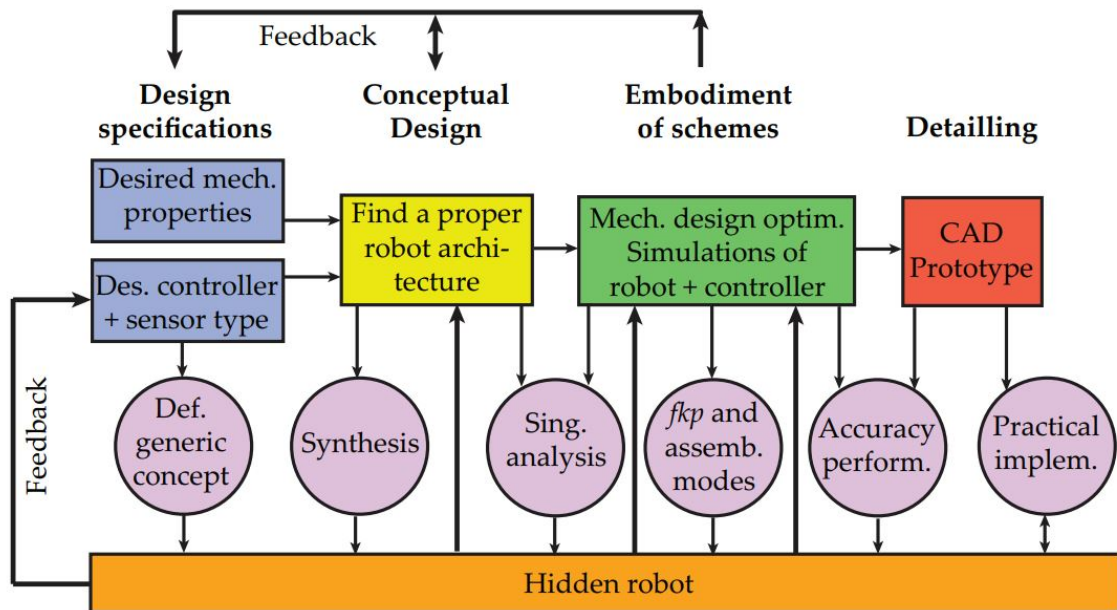 Feedback
Design
specifications
Conceptual
Design
Embodiment
of schemes
Detailling
Desired mech.
properties
Des. controller
+ sensor type
Find a proper
robot archi-
tecture
Mech. design optim.
Simulations of
robot + controller
CAD
Prototype
Feedback
Def.
generic
concept
Synthesis
Sing.
analysis
fkp and
assemb.
modes
Accuracy
perform.
Practical
implem.
Hidden robot